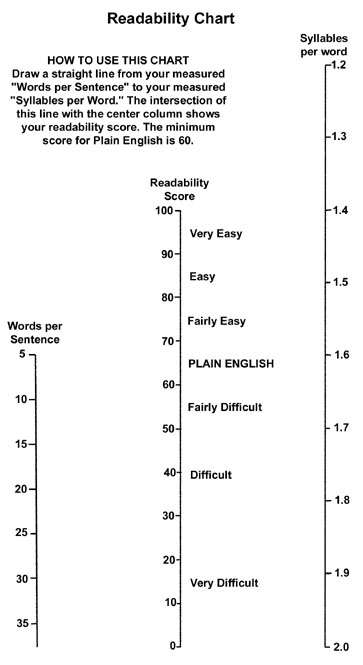 Readability Chart
HOW TO USE THIS CHART
Draw a straight line from your measured
"Words per Sentence" to your measured
"Syllables per Word." The intersection of
this line with the center column shows
your readability score. The minimum
score for Plain English is 60.
Syllables
per word
1.2
1.3
1.4
1.5
1.6
1.7
1.8
1.9
2.0
Readability
Score
100
Very Easy
90
Easy
80
Fairly Easy
70
PLAIN ENGLISH
60
Fairly Difficult
50
40
Difficult
30
20
Very Difficult
10
0
Words per
Sentence
5
10
15
20
25
30
35